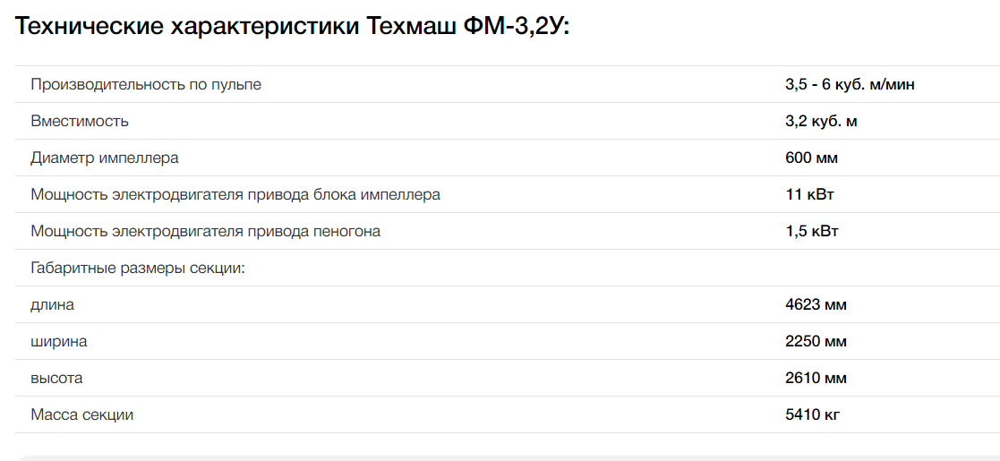 Технические характеристики Техмаш ФМ-3,2У:
Производительность по пульпе 3,5 - 6 куб. м/мин
Вместимость 3,2 куб. м
Диаметр импеллера 600 мм
Мощность электродвигателя привода блока импеллера 11 кВт
Мощность электродвигателя привода пеногона 1,5 кВт
Габаритные размеры секции:
длина 4623 мм
ширина 2250 мм
высота 2610 мм
Масса секции 5410 кг